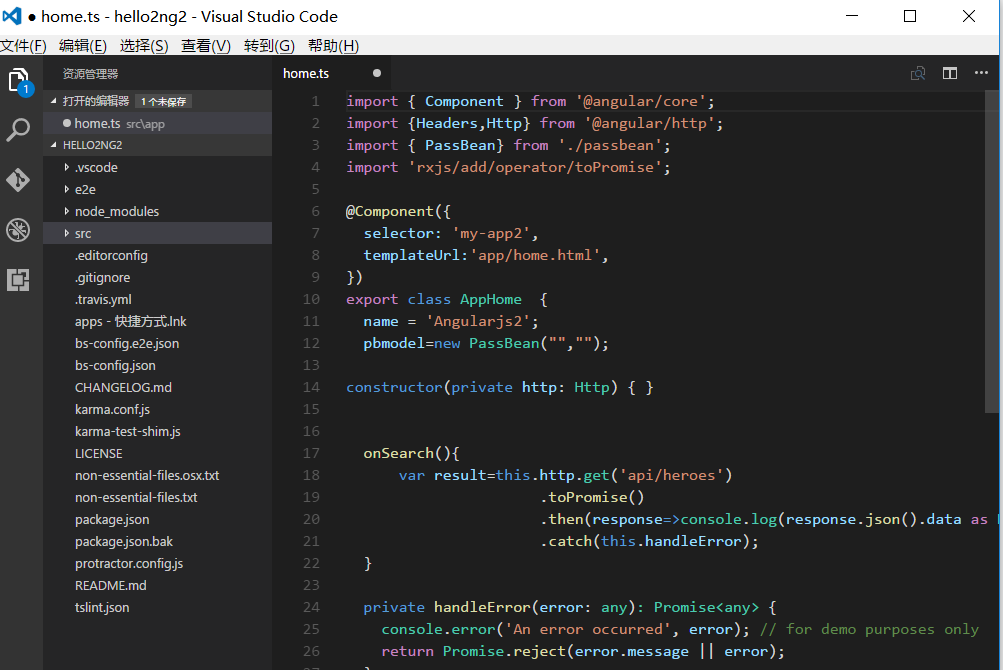 ● home.ts - hello2ng2 - Visual Studio Code
文件(F) 编辑(E) 选择(S) 查看(V) 转到(G) 帮助(H)
资源管理器
打开的编辑器 1 个未保存
home.ts src\app
HELLO2NG2
.vscode
e2e
node_modules
src
.editorconfig
.gitignore
.travis.yml
apps - 快捷方式.lnk
bs-config.e2e.json
bs-config.json
CHANGELOG.md
karma.conf.js
karma-test-shim.js
LICENSE
non-essential-files.osx.txt
non-essential-files.txt
package.json
package.json.bak
protractor.config.js
README.md
tslint.json
1
home.ts
1 import { Component } from '@angular/core';
2 import {Headers,Http} from '@angular/http';
3 import { PassBean} from './passbean';
4 import 'rxjs/add/operator/toPromise';
5
6 @Component({
7 selector: 'my-app2',
8 templateUrl:'app/home.html',
9 })
10 export class AppHome {
11 name = 'Angularjs2';
12 pbmodel=new PassBean("","");
13
14 constructor(private http: Http) { }
15
16
17 onSearch(){
18 var result=this.http.get('api/heroes')
19 .toPromise()
20 .then(response=>console.log(response.json().data as
21 .catch(this.handleError);
22 }
23
24 private handleError(error: any): Promise<any> {
25 console.error('An error occurred', error); // for demo purposes only
26 return Promise.reject(error.message || error);